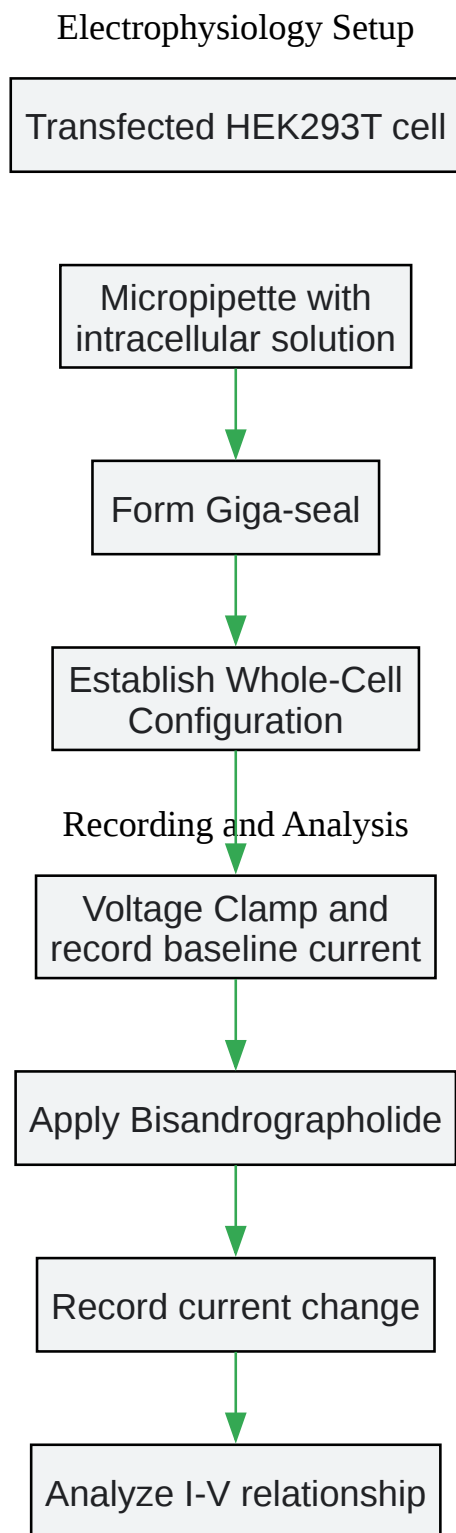 Electrophysiology Setup
Transfected HEK293T cell
Micropipette with
intracellular solution
Form Giga-seal
Establish Whole-Cell
Configuration
Recording and Analysis
Voltage Clamp and
record baseline current
Apply Bisandrographolide
Record current change
Analyze I-V relationship